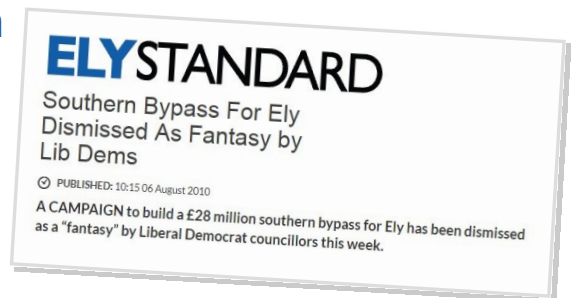 ELYSTANDARD
Southern Bypass For Ely
Dismissed As Fantasy by
Lib Dems
PUBLISHED: 10:15 06 August 2010
A CAMPAIGN to build a £28 million southern bypass for Ely has been dismissed
as a “fantasy” by Liberal Democrat councillors this week.